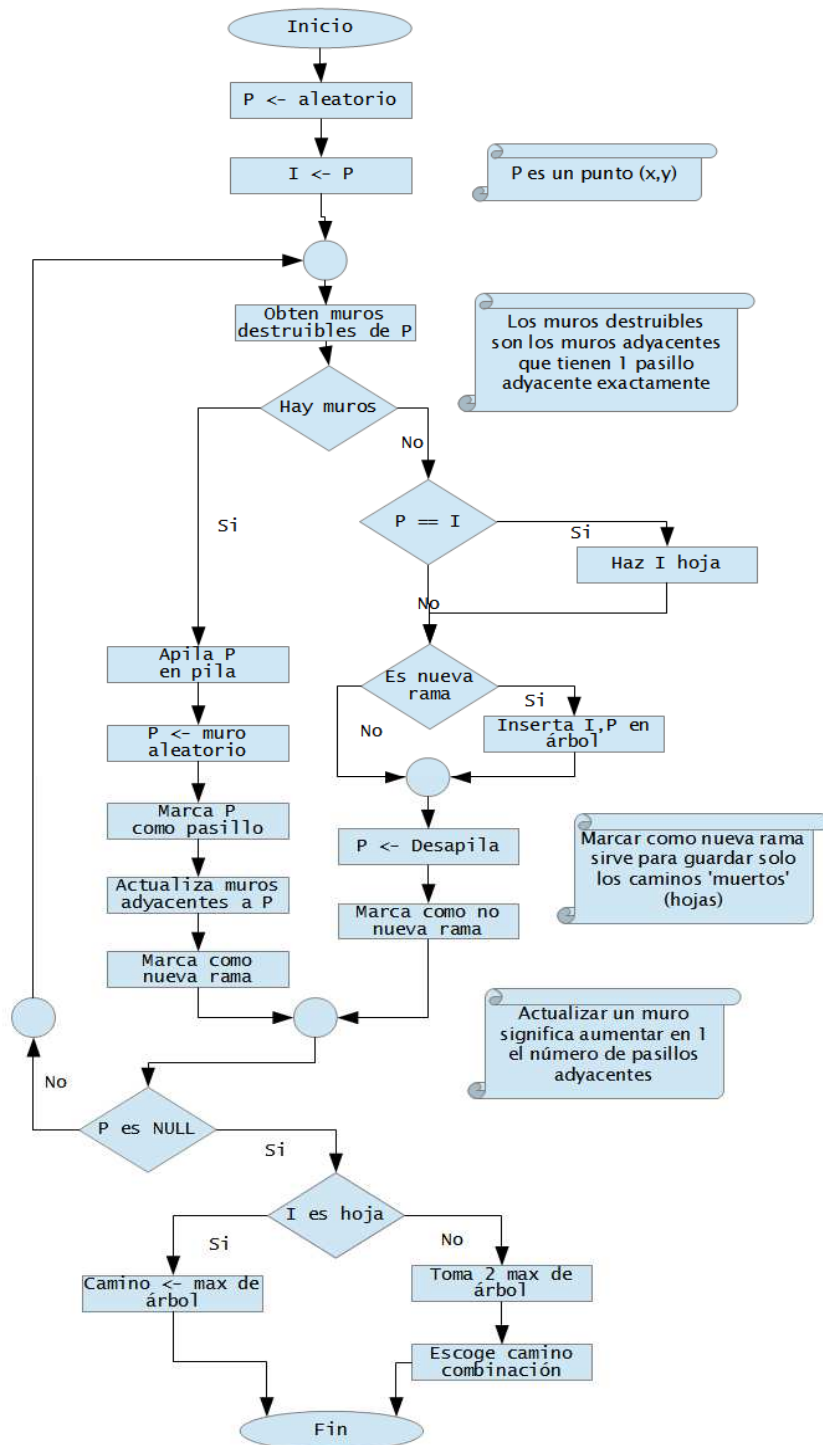 Inicio
P <- aleatorio
I <- P
P es un punto (x,y)
Obten muros
destruibles de P
Los muros destruibles
son los muros adyacentes
que tienen 1 pasillo
adyacente exactamente
Hay muros
No
Si
P == I
Si
Haz I hoja
No
Apila P
en pila
Es nueva
rama
Si
No
Inserta I,P en
árbol
P <- muro
aleatorio
Marca P
como pasillo
P <- Desapila
Marcar como nueva rama
sirve para guardar solo
los caminos 'muertos'
(hojas)
Actualiza muros
adyacentes a P
Marca como no
nueva rama
Marca como
nueva rama
Actualizar un muro
significa aumentar en 1
el número de pasillos
adyacentes
No
P es NULL
Si
I es hoja
Si
No
Camino <- max de
árbol
Toma 2 max de
árbol
Escoge camino
combinación
Fin